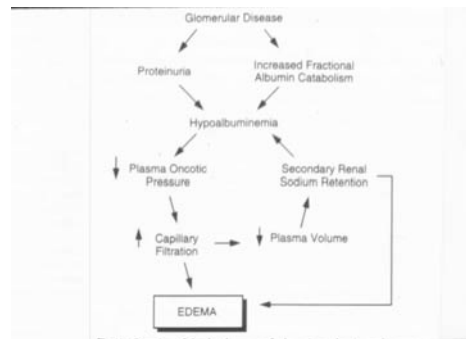 Glomerular Disease
Proteinuria
Increased Fractional
Albumin Catabolism
Hypoalbuminemia
Plasma Oncotic
Pressure
Secondary Renal
Sodium Retention
Capillary
Filtration
Plasma Volume
EDEMA